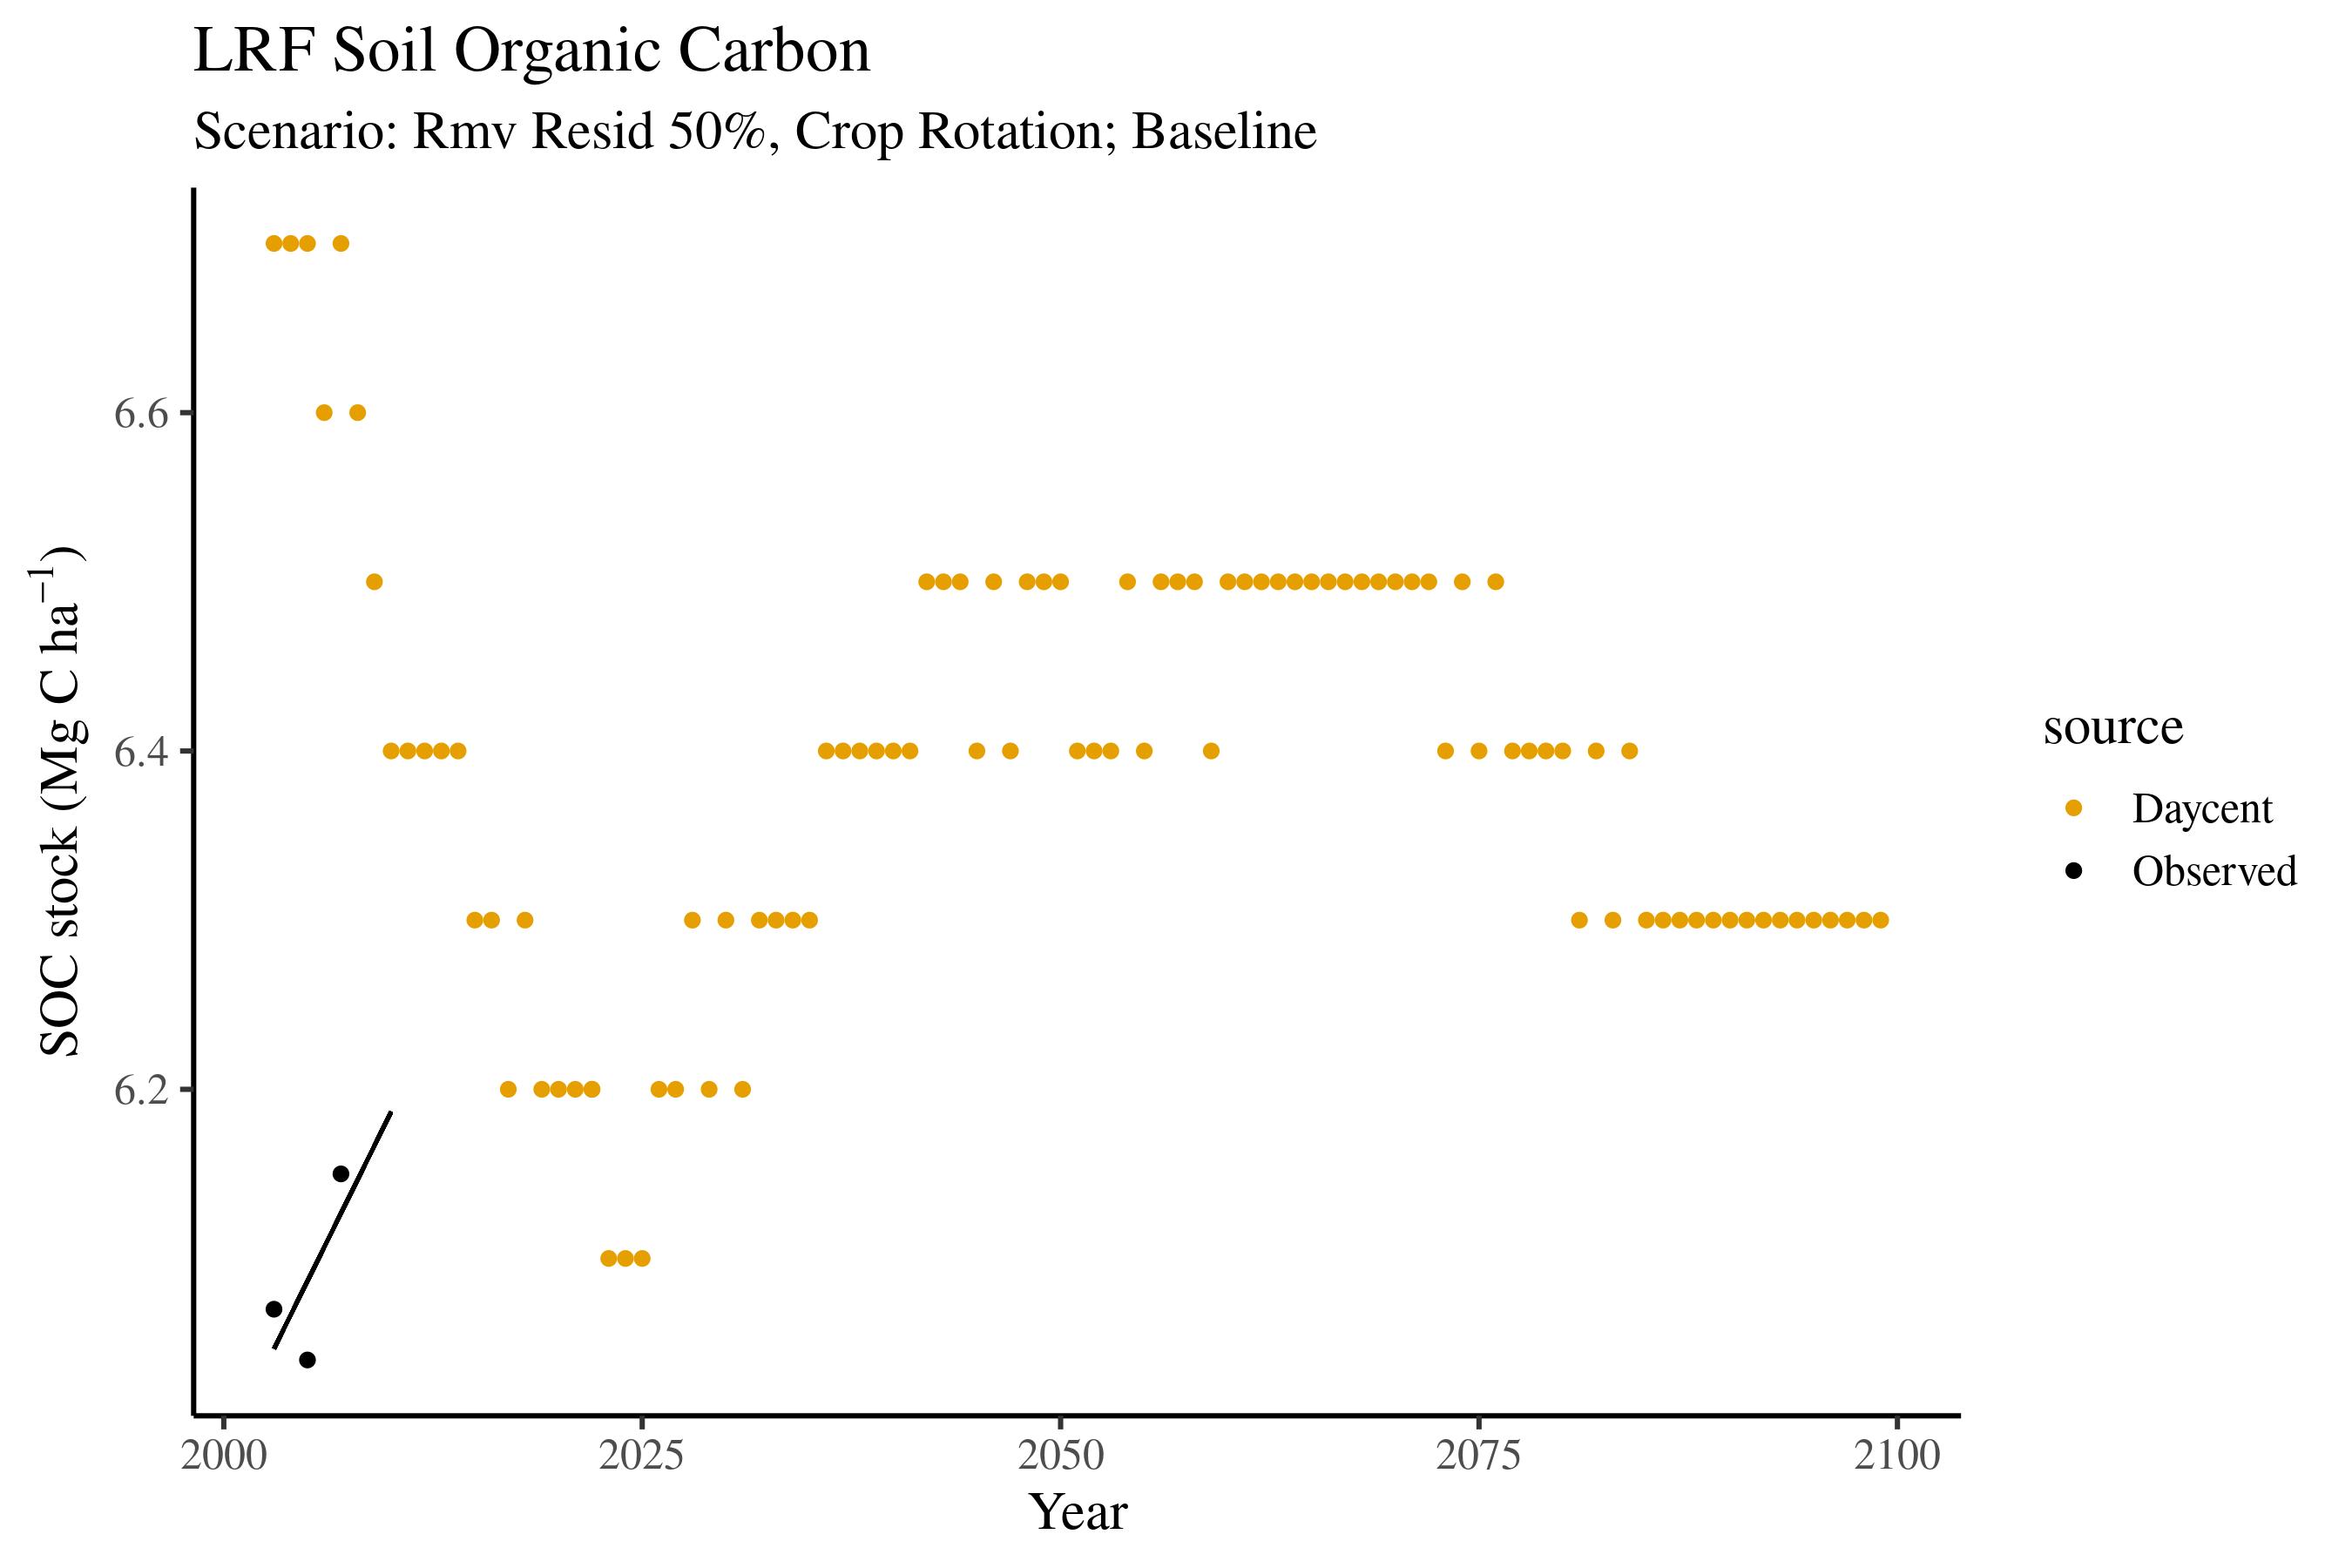 LRF Soil Organic Carbon
Scenario: Rmv Resid 50%, Crop Rotation; Baseline
SOC stock (Mg C ha⁻¹)
6.6
6.4
6.2
2000 2025 2050 2075 2100
Year
source
Daycent
Observed